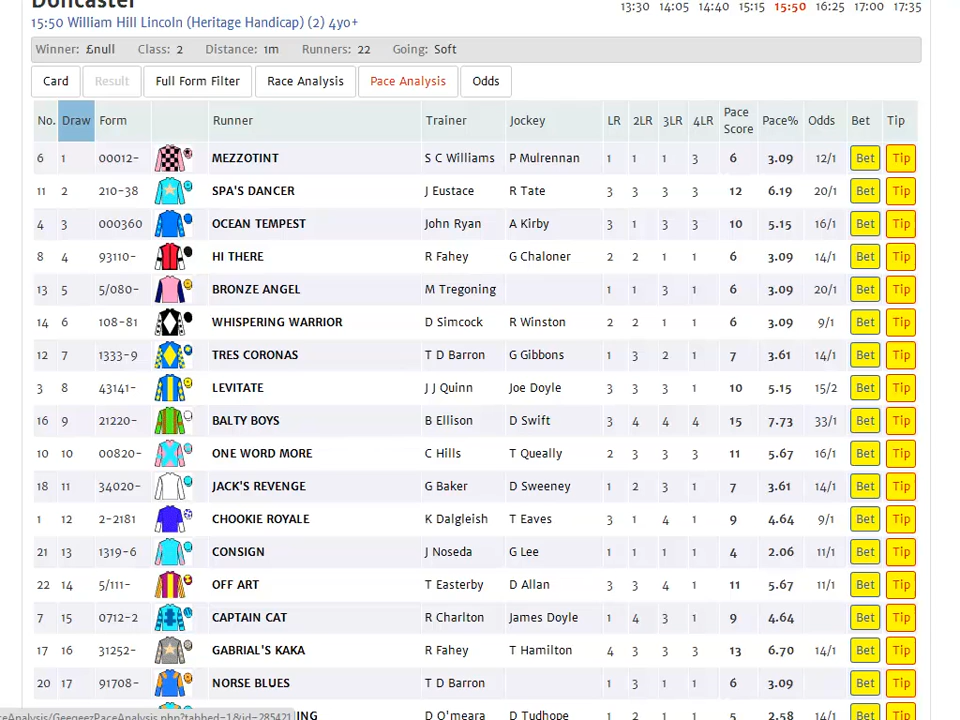 Doncaster
13:30 14:05 14:40 15:15 15:50 16:25 17:00 17:35
15:50 William Hill Lincoln (Heritage Handicap) (2) 4yo+
Winner: £null Class: 2 Distance: 1m Runners: 22 Going: Soft
Card Result Full Form Filter Race Analysis Pace Analysis Odds
No. Draw Form Runner Trainer Jockey LR 2LR 3LR 4LR Pace Score Pace% Odds Bet Tip
6 1 00012- MEZZOTINT S C Williams P Mulrennan 1 1 1 3 6 3.09 12/1 Bet Tip
11 2 210-38 SPA'S DANCER J Eustace R Tate 3 3 3 3 12 6.19 20/1 Bet Tip
4 3 000360 OCEAN TEMPEST John Ryan A Kirby 3 1 3 3 10 5.15 16/1 Bet Tip
8 4 93110- HI THERE R Fahey G Chaloner 2 2 1 1 6 3.09 14/1 Bet Tip
13 5 5/080- BRONZE ANGEL M Tregoning 1 1 3 1 6 3.09 20/1 Bet Tip
14 6 108-81 WHISPERING WARRIOR D Simcock R Winston 2 2 1 1 6 3.09 9/1 Bet Tip
12 7 1333-9 TRES CORONAS T D Barron G Gibbons 1 3 2 1 7 3.61 14/1 Bet Tip
3 8 43141- LEVITATE J J Quinn Joe Doyle 3 3 3 1 10 5.15 15/2 Bet Tip
16 9 21220- BALTY BOYS B Ellison D Swift 3 4 4 4 15 7.73 33/1 Bet Tip
10 10 00820- ONE WORD MORE C Hills T Queally 2 3 3 3 11 5.67 16/1 Bet Tip
18 11 34020- JACK'S REVENGE G Baker D Sweeney 1 2 3 1 7 3.61 14/1 Bet Tip
1 12 2-2181 CHOOKIE ROYALE K Dalgleish T Eaves 3 1 4 1 9 4.64 9/1 Bet Tip
21 13 1319-6 CONSIGN J Noseda G Lee 1 1 1 1 4 2.06 11/1 Bet Tip
22 14 5/111- OFF ART T Easterby D Allan 3 3 4 1 11 5.67 11/1 Bet Tip
7 15 0712-2 CAPTAIN CAT R Charlton James Doyle 1 4 3 1 9 4.64 Bet Tip
17 16 31252- GABRIAL'S KAKA R Fahey T Hamilton 4 3 3 3 13 6.70 14/1 Bet Tip
20 17 91708- NORSE BLUES T D Barron 1 3 1 1 6 3.09 Bet Tip
D O'meara D Tudhope 1 2 1 1 5 2.58 14/1 Bet Tip